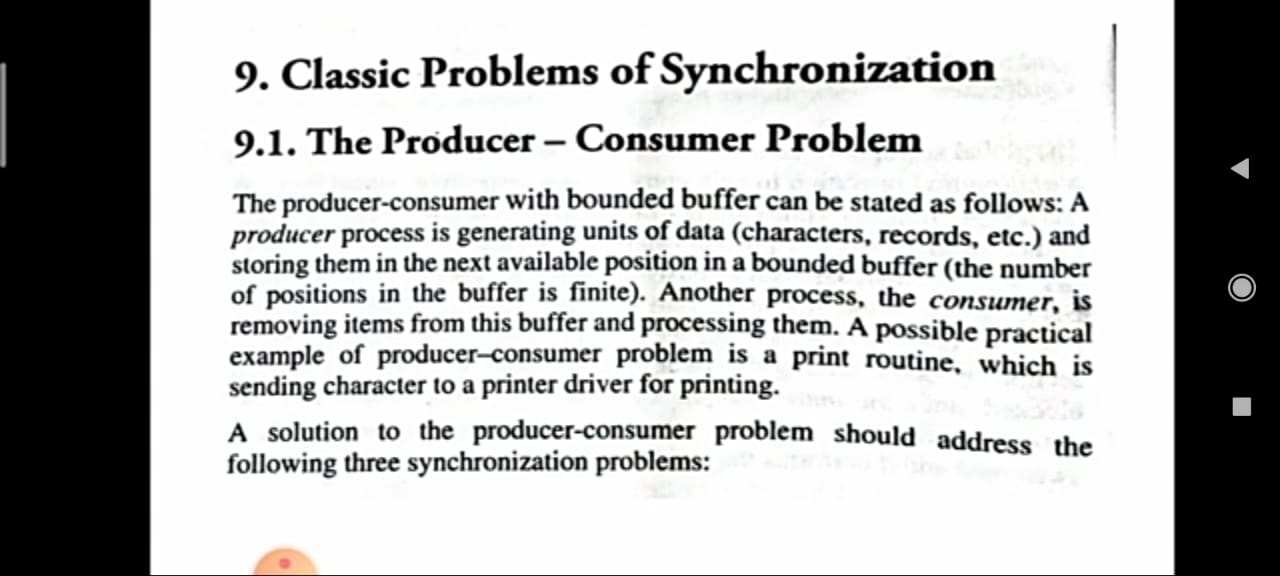 9. Classic Problems of Synchronization
9.1. The Producer – Consumer Problem
The producer-consumer with bounded buffer can be stated as follows: A
producer process is generating units of data (characters, records, etc.) and
storing them in the next available position in a bounded buffer (the number
of positions in the buffer is finite). Another process, the consumer, is
removing items from this buffer and processing them. A possible practical
example of producer–consumer problem is a print routine, which is
sending character to a printer driver for printing.
A solution to the producer-consumer problem should address the
following three synchronization problems: